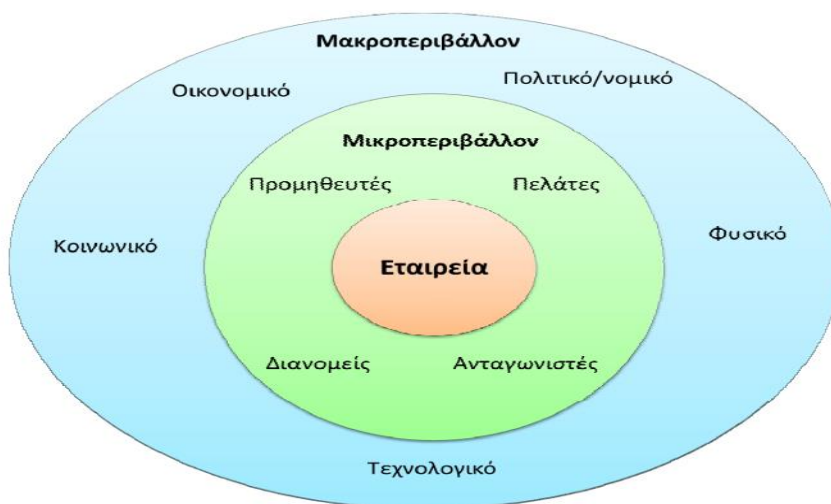 Μακροπεριβάλλον
Οικονομικό
Πολιτικό/νομικό
Μικροπεριβάλλον
Προμηθευτές
Πελάτες
Κοινωνικό
Φυσικό
Εταιρεία
Διανομείς
Ανταγωνιστές
Τεχνολογικό